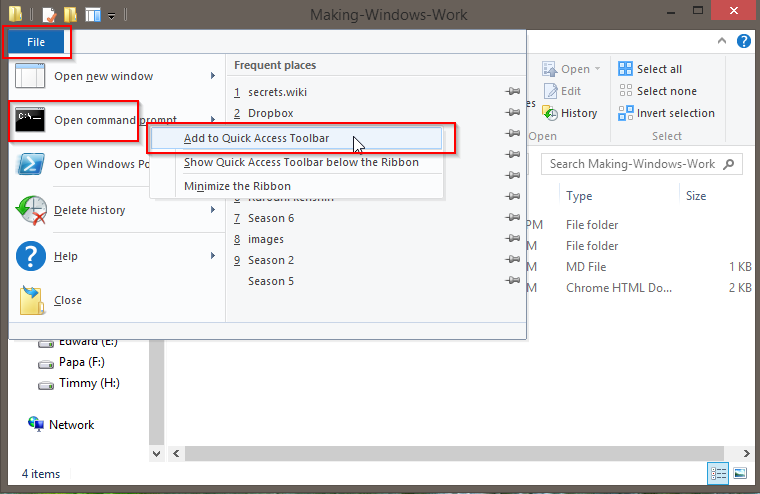 Making-Windows-Work
File
Open new window
Open command prompt
Open Windows Po
Delete history
Help
Close
Frequent places
1 secrets.wiki
2 Dropbox
Add to Quick Access Toolbar
Show Quick Access Toolbar below the Ribbon
Minimize the Ribbon
7 Season 6
8 images
9 Season 2
Season 5
Open
Edit
History
Open
Select all
Select none
Invert selection
Select
Search Making-Windows-Work
Type
Size
PM
File folder
M
File folder
M
MD File
1 KB
M
Chrome HTML Do...
2 KB
Edward (E:)
Papa (F:)
Timmy (H:)
Network
4 items
C:\